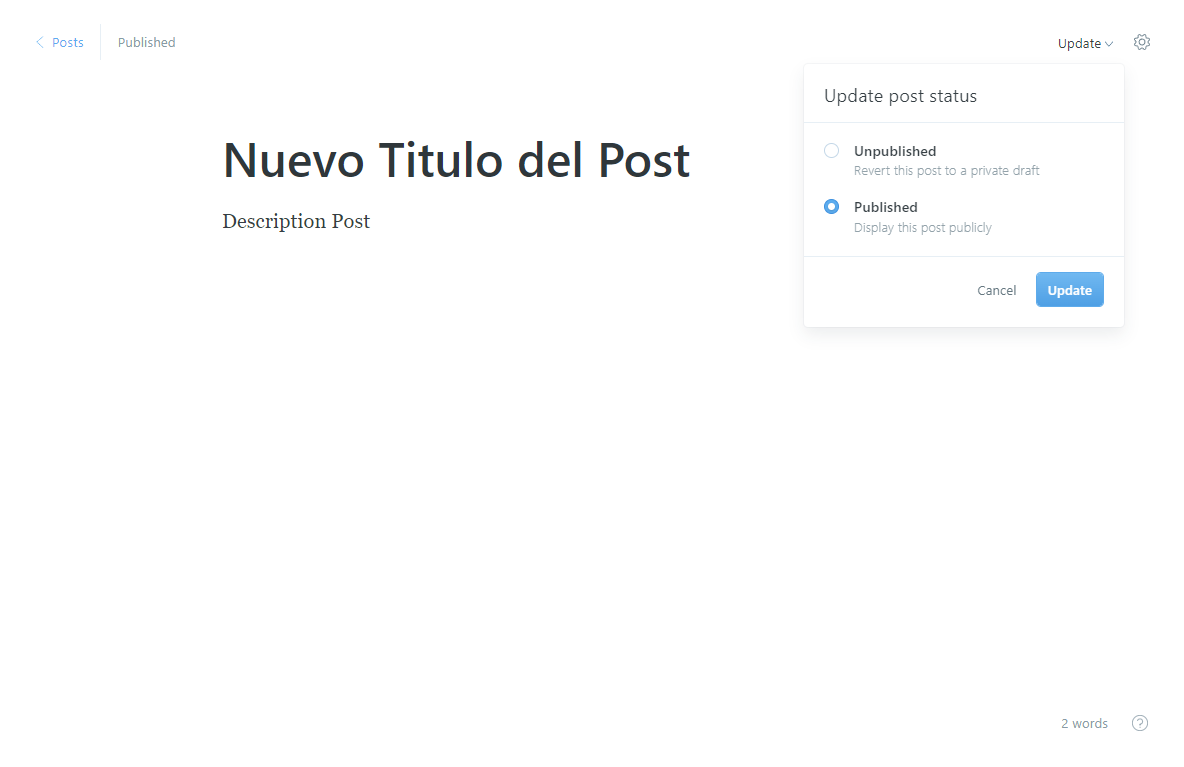 Posts
Published
Update
Update post status
Nuevo Titulo del Post
Description Post
Unpublished
Revert this post to a private draft
Published
Display this post publicly
Cancel
Update
2 words
?